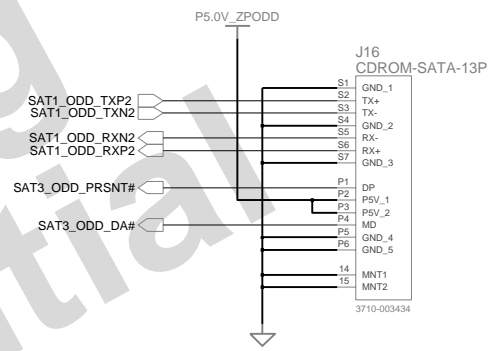 P5.0V_ZPODD
J16
CDROM-SATA-13P
S1 GND_1
SAT1_ODD_TXP2 S2 TX+
SAT1_ODD_TXN2 S3 TX-
S4 GND_2
SAT1_ODD_RXN2 S5 RX-
SAT1_ODD_RXP2 S6 RX+
S7 GND_3
SAT3_ODD_PRSNT# P1 DP
P2 P5V_1
P3 P5V_2
SAT3_ODD_DA# P4 MD
P5 GND_4
P6 GND_5
14 MNT1
15 MNT2
3710-003434